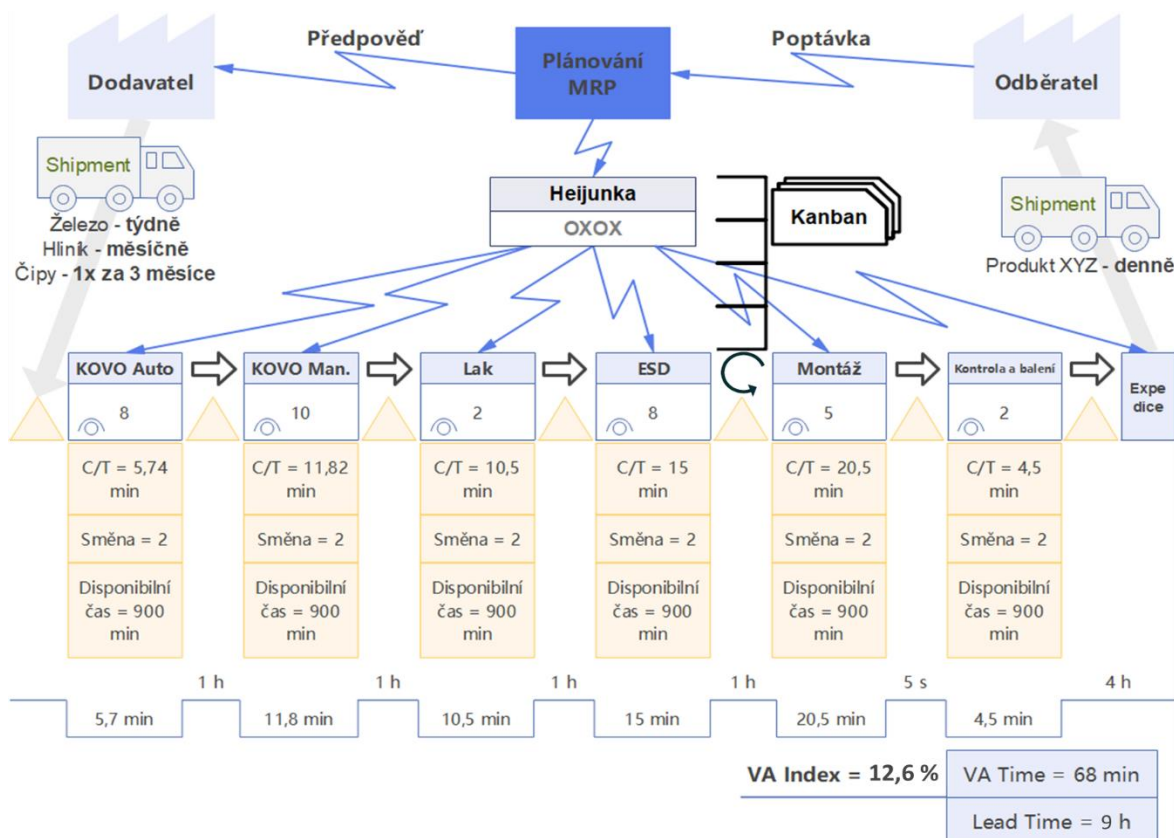 Předpověď
Poptávka
Dodavatel
Plánování
MRP
Odběratel
Shipment
Železo - týdně
Hliník - měsíčně
Čipy - 1x za 3 měsíce
Heijunka
OXOX
Kanban
Shipment
Produkt XYZ - denně
KOVO Auto
KOVO Man.
Lak
ESD
Montáž
Kontrola a balení
Expe
dice
8
10
2
8
5
2
C/T = 5,74
min
C/T = 11,82
min
C/T = 10,5
min
C/T = 15
min
C/T = 20,5
min
C/T = 4,5
min
Směna = 2
Směna = 2
Směna = 2
Směna = 2
Směna = 2
Směna = 2
Disponibilní
čas = 900
min
Disponibilní
čas = 900
min
Disponibilní
čas = 900
min
Disponibilní
čas = 900
min
Disponibilní
čas = 900
min
Disponibilní
čas = 900
min
1 h
1 h
1 h
1 h
5 s
4 h
5,7 min
11,8 min
10,5 min
15 min
20,5 min
4,5 min
VA Index = 12,6 %
VA Time = 68 min
Lead Time = 9 h